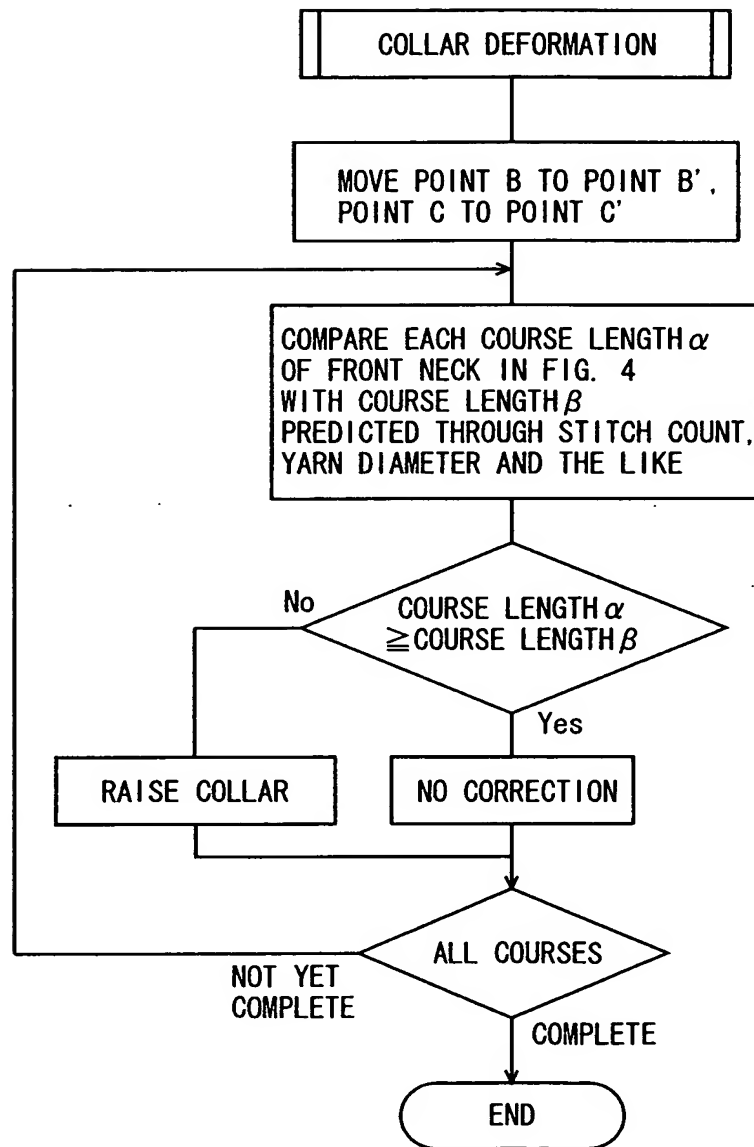 COLLAR DEFORMATION
MOVE POINT B TO POINT B',
POINT C TO POINT C'
COMPARE EACH COURSE LENGTH α
OF FRONT NECK IN FIG. 4
WITH COURSE LENGTH β
PREDICTED THROUGH STITCH COUNT,
YARN DIAMETER AND THE LIKE
No
COURSE LENGTH α
≧COURSE LENGTH β
Yes
RAISE COLLAR
NO CORRECTION
ALL COURSES
NOT YET
COMPLETE
COMPLETE
END